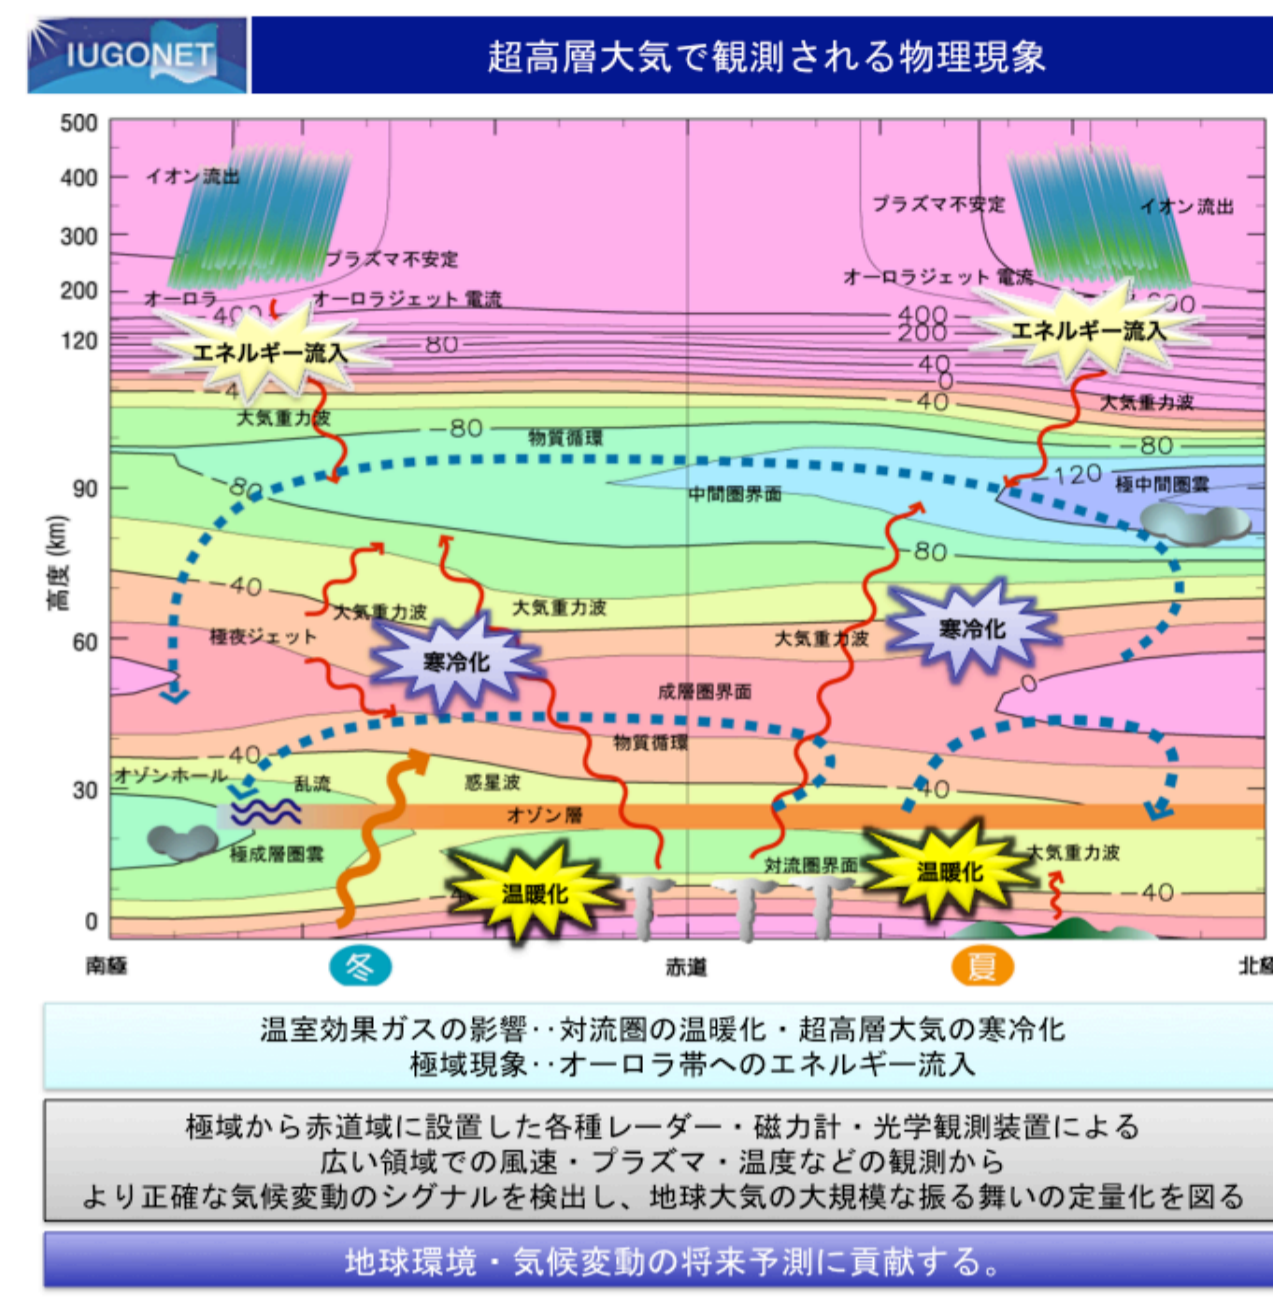 IUGONET
超高層大気で観測される物理現象
500
400
300
200
120
90
60
30
0
高度 (km)
イオン流出
プラズマ不安定
オーロラ
オーロラジェット電流
400
エネルギー流入
80
プラズマ不安定
イオン流出
オーロラジェット電流
400
200
40
0
-40
エネルギー流入
大気重力波
大気重力波
-80
物質循環
-80
-80
中間圏界面
-120
極中間圏雲
-80
-40
大気重力波
大気重力波
極夜ジェット
寒冷化
大気重力波
寒冷化
成層圏界面
0
物質循環
-40
オゾンホール
乱流
惑星波
-40
オゾン層
極成層圏雲
温暖化
対流圏界面
温暖化
大気重力波
-40
南極
冬
赤道
夏
北極
温室効果ガスの影響‥対流圏の温暖化・超高層大気の寒冷化
極域現象‥オーロラ帯へのエネルギー流入
極域から赤道域に設置した各種レーダー・磁力計・光学観測装置による
広い領域での風速・プラズマ・温度などの観測から
より正確な気候変動のシグナルを検出し、地球大気の大規模な振る舞いの定量化を図る
地球環境・気候変動の将来予測に貢献する。